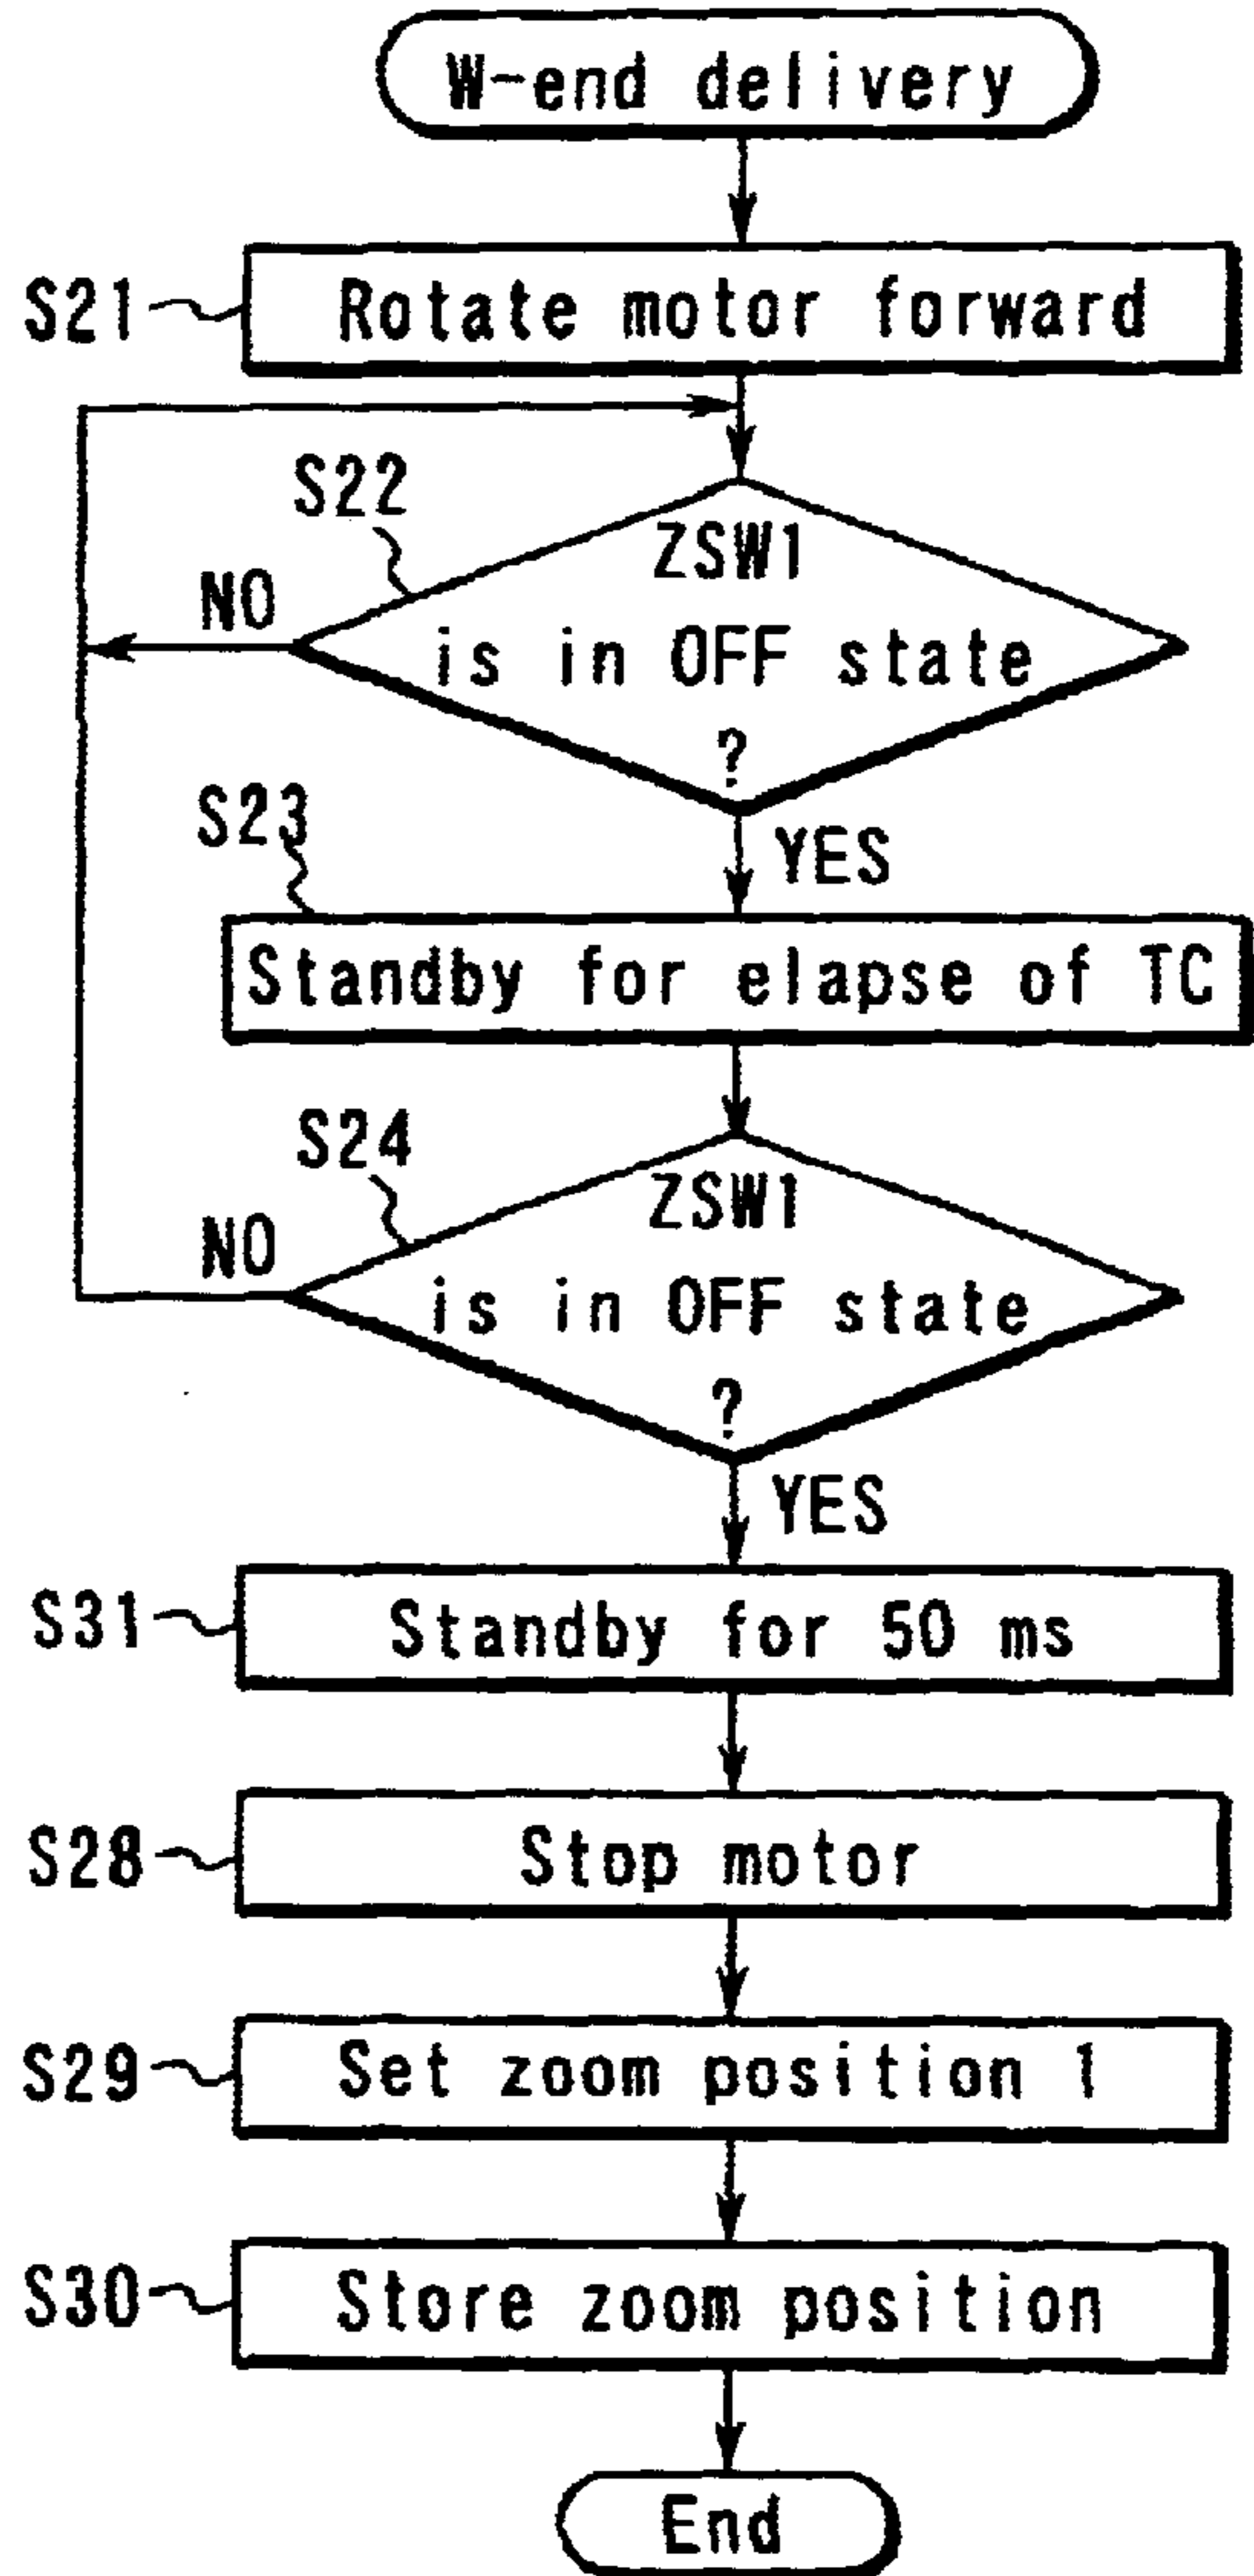 W-end delivery
S21
Rotate motor forward
S22
ZSW1
NO
is in OFF state
?
S23
YES
Standby for elapse of TC
S24
ZSW1
NO
is in OFF state
?
YES
S31
Standby for 50 ms
S28
Stop motor
S29
Set zoom position 1
S30
Store zoom position
End